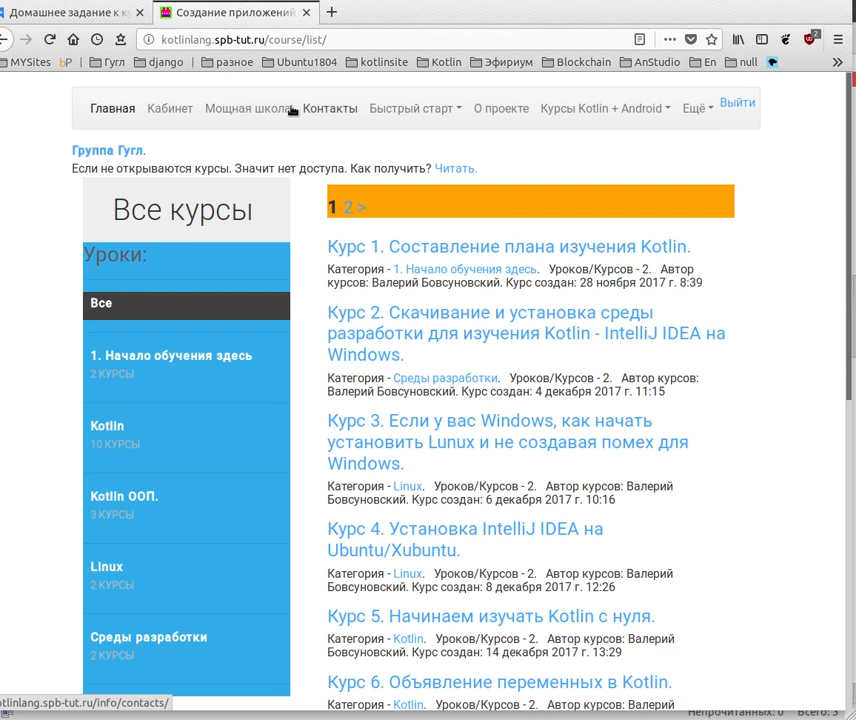 Домашнее задание к к
Создание приложений
kotlinlang.spb-tut.ru/course/list/
2
MYSites
bP
Гугл
django
разное
Ubuntu1804
kotlinsite
Kotlin
Эфириум
Blockchain
AnStudio
En
null
Главная Кабинет Мощная школа Контакты Быстрый старт О проекте Курсы Kotlin + Android Ещё Выйти
Группа Гугл.
Если не открываются курсы. Значит нет доступа. Как получить? Читать.
Все курсы
Уроки:
Все
1. Начало обучения здесь
2 КУРСЫ
Kotlin
10 КУРСЫ
Kotlin ООП.
3 КУРСЫ
Linux
2 КУРСЫ
Среды разработки
2 КУРСЫ
1 2 >
Курс 1. Составление плана изучения Kotlin.
Категория - 1. Начало обучения здесь. Уроков/Курсов - 2. Автор
курсов: Валерий Бовсуновский. Курс создан: 28 ноября 2017 г. 8:39
Курс 2. Скачивание и установка среды
разработки для изучения Kotlin - IntelliJ IDEA на
Windows.
Категория - Среды разработки. Уроков/Курсов - 2. Автор курсов:
Валерий Бовсуновский. Курс создан: 4 декабря 2017 г. 11:15
Курс 3. Если у вас Windows, как начать
установить Lunux и не создавая помех для
Windows.
Категория - Linux. Уроков/Курсов - 2. Автор курсов: Валерий
Бовсуновский. Курс создан: 6 декабря 2017 г. 10:16
Курс 4. Установка IntelliJ IDEA на
Ubuntu/Xubuntu.
Категория - Linux. Уроков/Курсов - 2. Автор курсов: Валерий
Бовсуновский. Курс создан: 8 декабря 2017 г. 12:26
Курс 5. Начинаем изучать Kotlin с нуля.
Категория - Kotlin. Уроков/Курсов - 2. Автор курсов: Валерий
Бовсуновский. Курс создан: 14 декабря 2017 г. 13:29
Курс 6. Объявление переменных в Kotlin.
Категория - Kotlin. Уроков/Курсов - 2. Автор курсов: Валерий
otlinlang.spb-tut.ru/info/contacts/
Непрочитанных: 0 Всего: 3